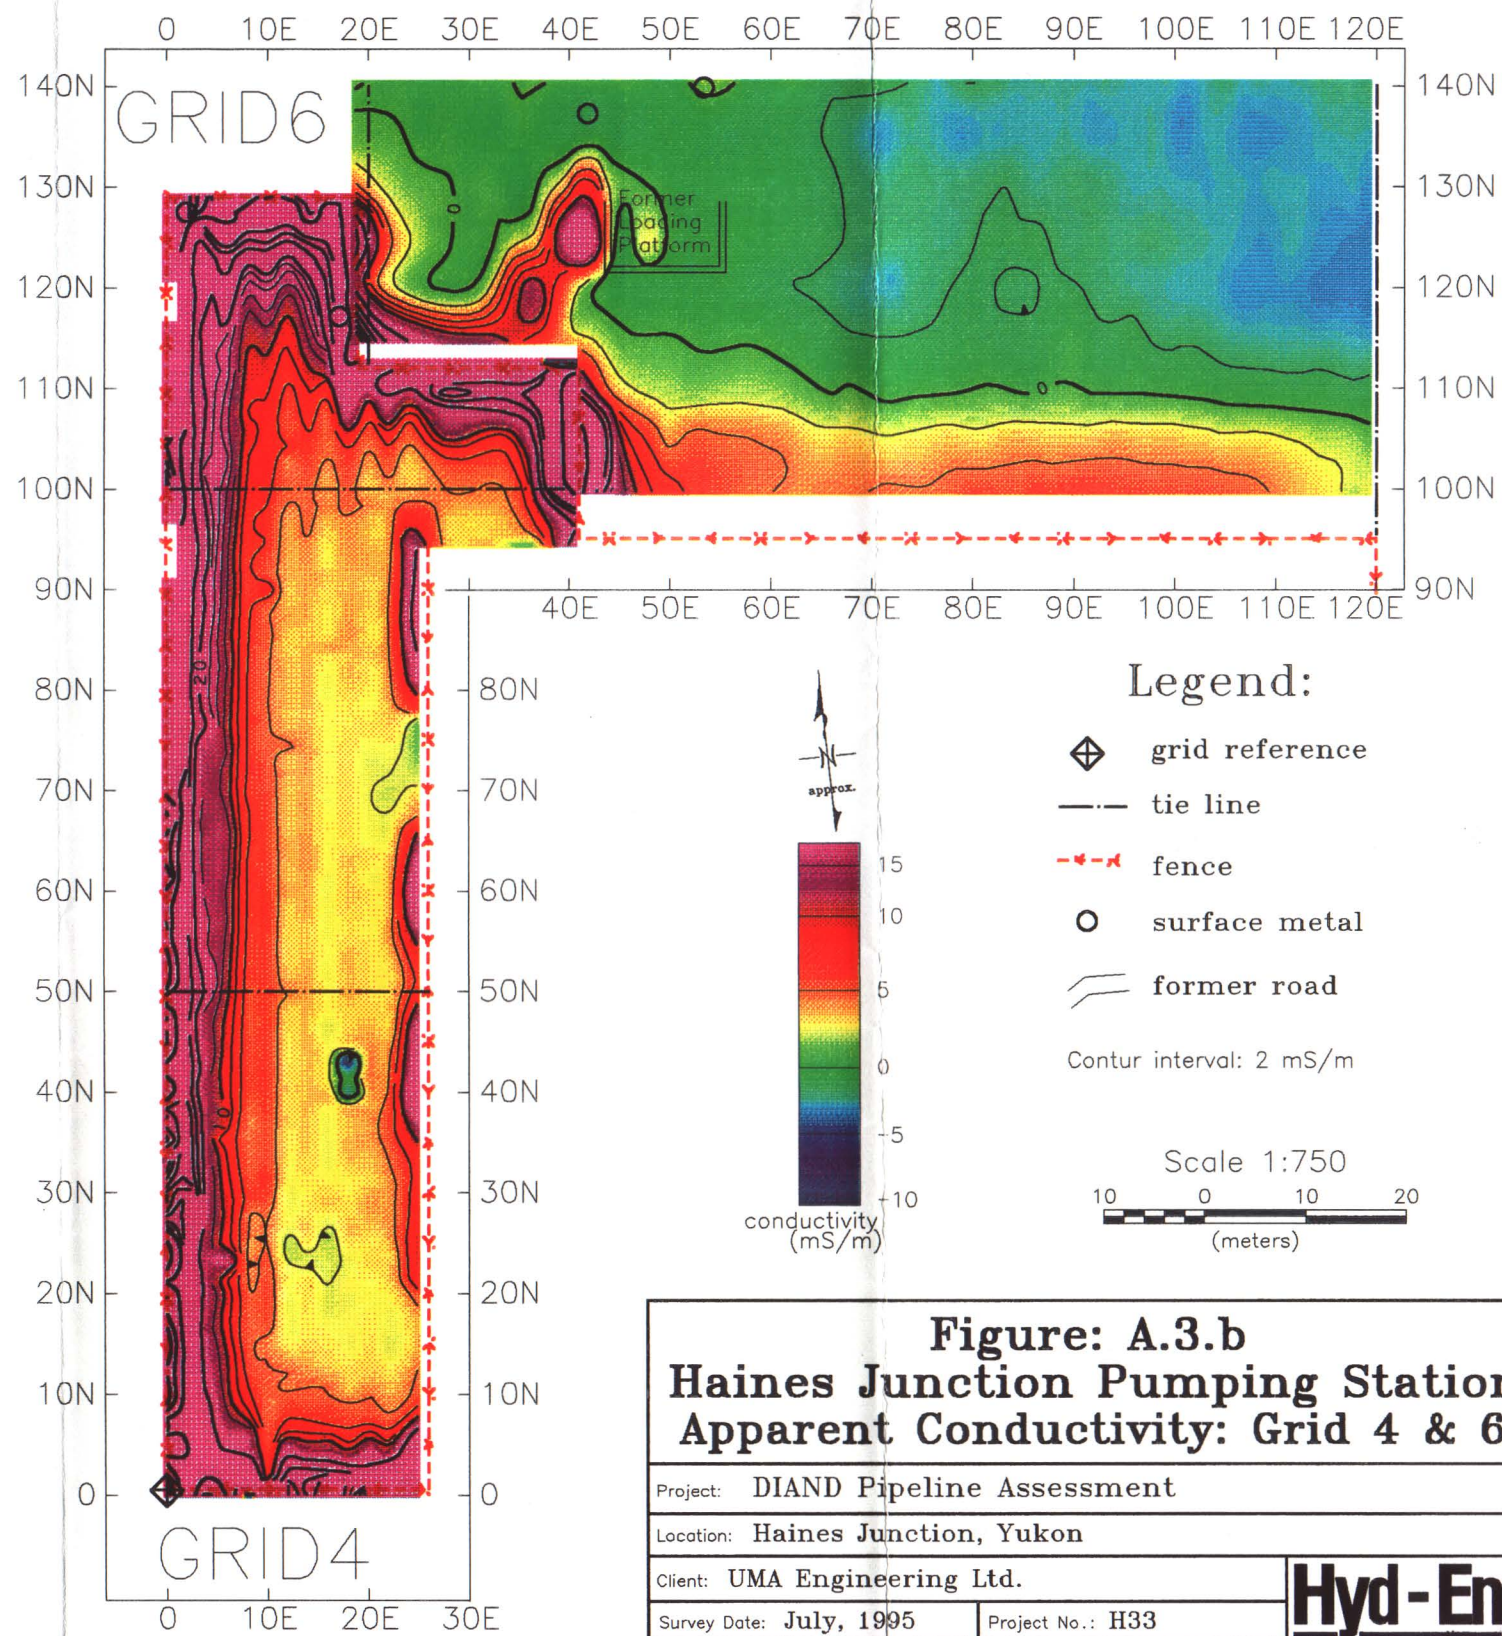 0 10E 20E 30E 40E 50E 60E 70E 80E 90E 100E 110E 120E
140N 140N
GRID6
130N 130N
Former
Loading
Platform
0
120N 120N
110N 110N
0
100N 100N
90N 90N
40E 50E 60E 70E 80E 90E 100E 110E 120E
20
80N 80N
70N 70N
60N 60N
50N 50N
40N 40N
10
30N 30N
20N 20N
10N 10N
0 0
GRID4
0 10E 20E 30E
N
approx.
15
10
5
0
-5
-10
conductivity
(mS/m)
Legend:
grid reference
tie line
fence
surface metal
former road
Contur interval: 2 mS/m
Scale 1:750
10 0 10 20
(meters)
Figure: A.3.b
Haines Junction Pumping Station
Apparent Conductivity: Grid 4 & 6
Project: DIAND Pipeline Assessment
Location: Haines Junction, Yukon
Client: UMA Engineering Ltd.
Hyd-En
Survey Date: July, 1995 Project No.: H33